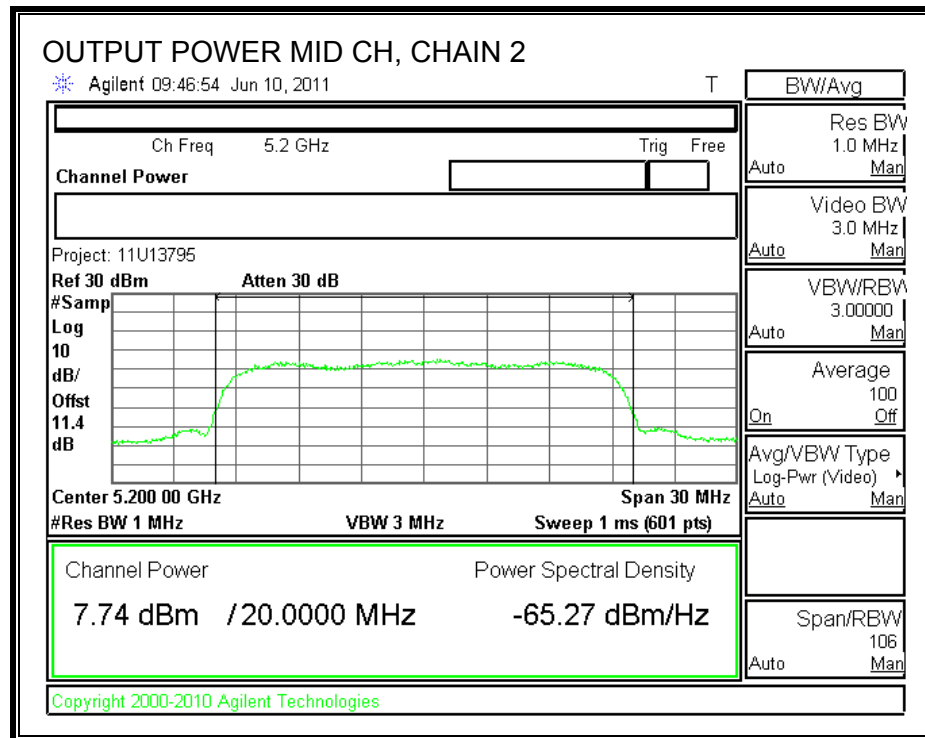 OUTPUT POWER MID CH, CHAIN 2
Agilent 09:46:54 Jun 10, 2011 T
Ch Freq 5.2 GHz Trig Free
Channel Power
Project: 11U13795
Ref 30 dBm Atten 30 dB
#Samp
Log
10
dB/
Offst
11.4
dB
Center 5.200 00 GHz Span 30 MHz
#Res BW 1 MHz VBW 3 MHz Sweep 1 ms (601 pts)
Channel Power Power Spectral Density
7.74 dBm / 20.0000 MHz -65.27 dBm/Hz
Copyright 2000-2010 Agilent Technologies
BW/Avg
Res BW
1.0 MHz
Auto Man
Video BW
3.0 MHz
Auto Man
VBW/RBW
3.00000
Auto Man
Average
100
On Off
Avg/VBW Type
Log-Pwr (Video)
Auto Man
Span/RBW
106
Auto Man